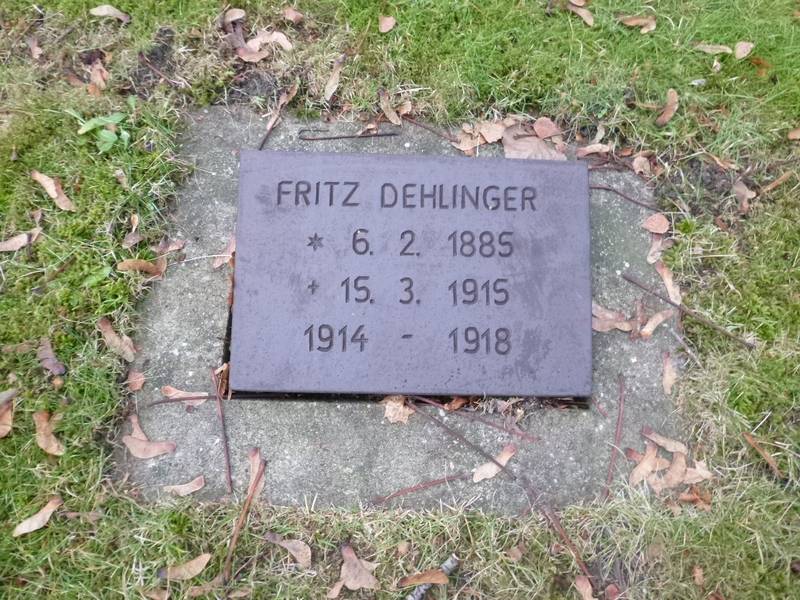 FRITZ DEHLINGER
* 6. 2. 1885
+ 15. 3. 1915
1914 - 1918